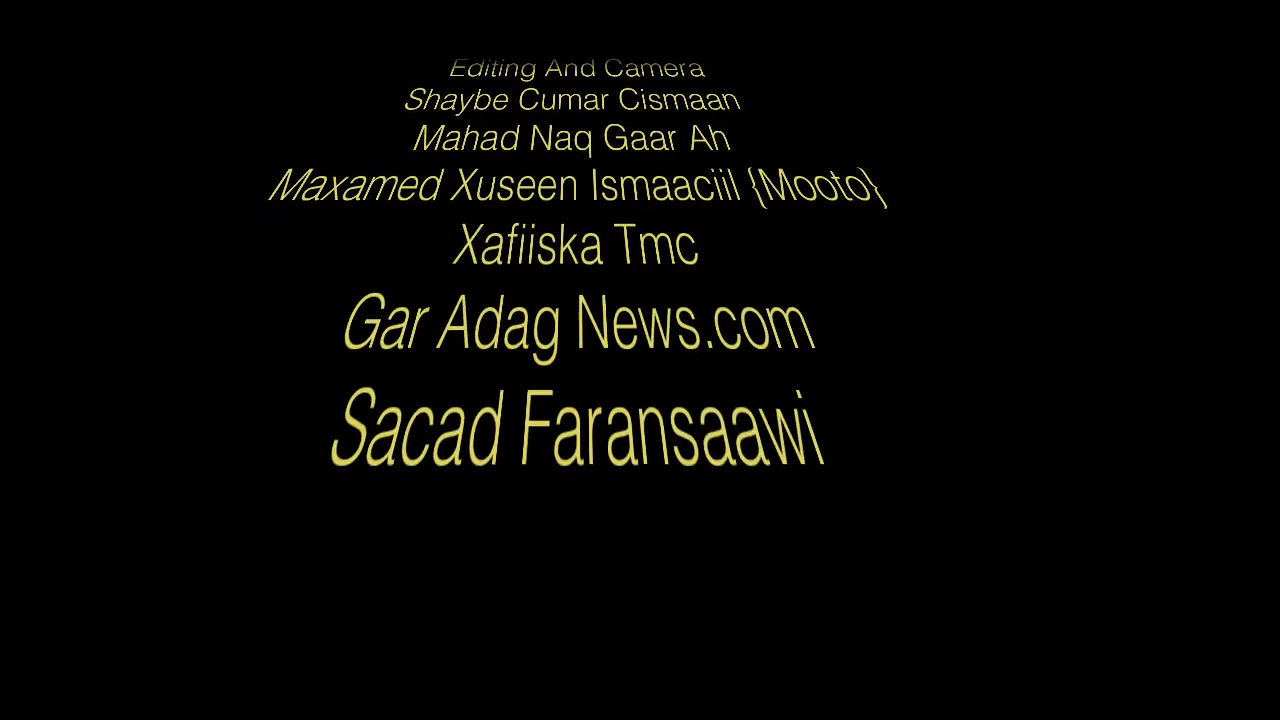 Editing And Camera
Shaybe Cumar Cismaan
Mahad Naq Gaar Ah
Maxamed Xuseen Ismaaciil {Mooto}
Xafiiska Tmc
Gar Adag News.com
Sacad Faransaawi